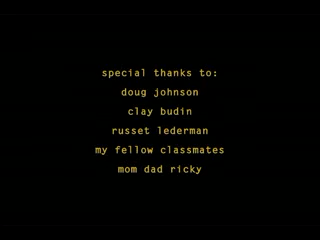 special thanks to:
doug johnson
clay budin
russet lederman
my fellow classmates
mom dad ricky